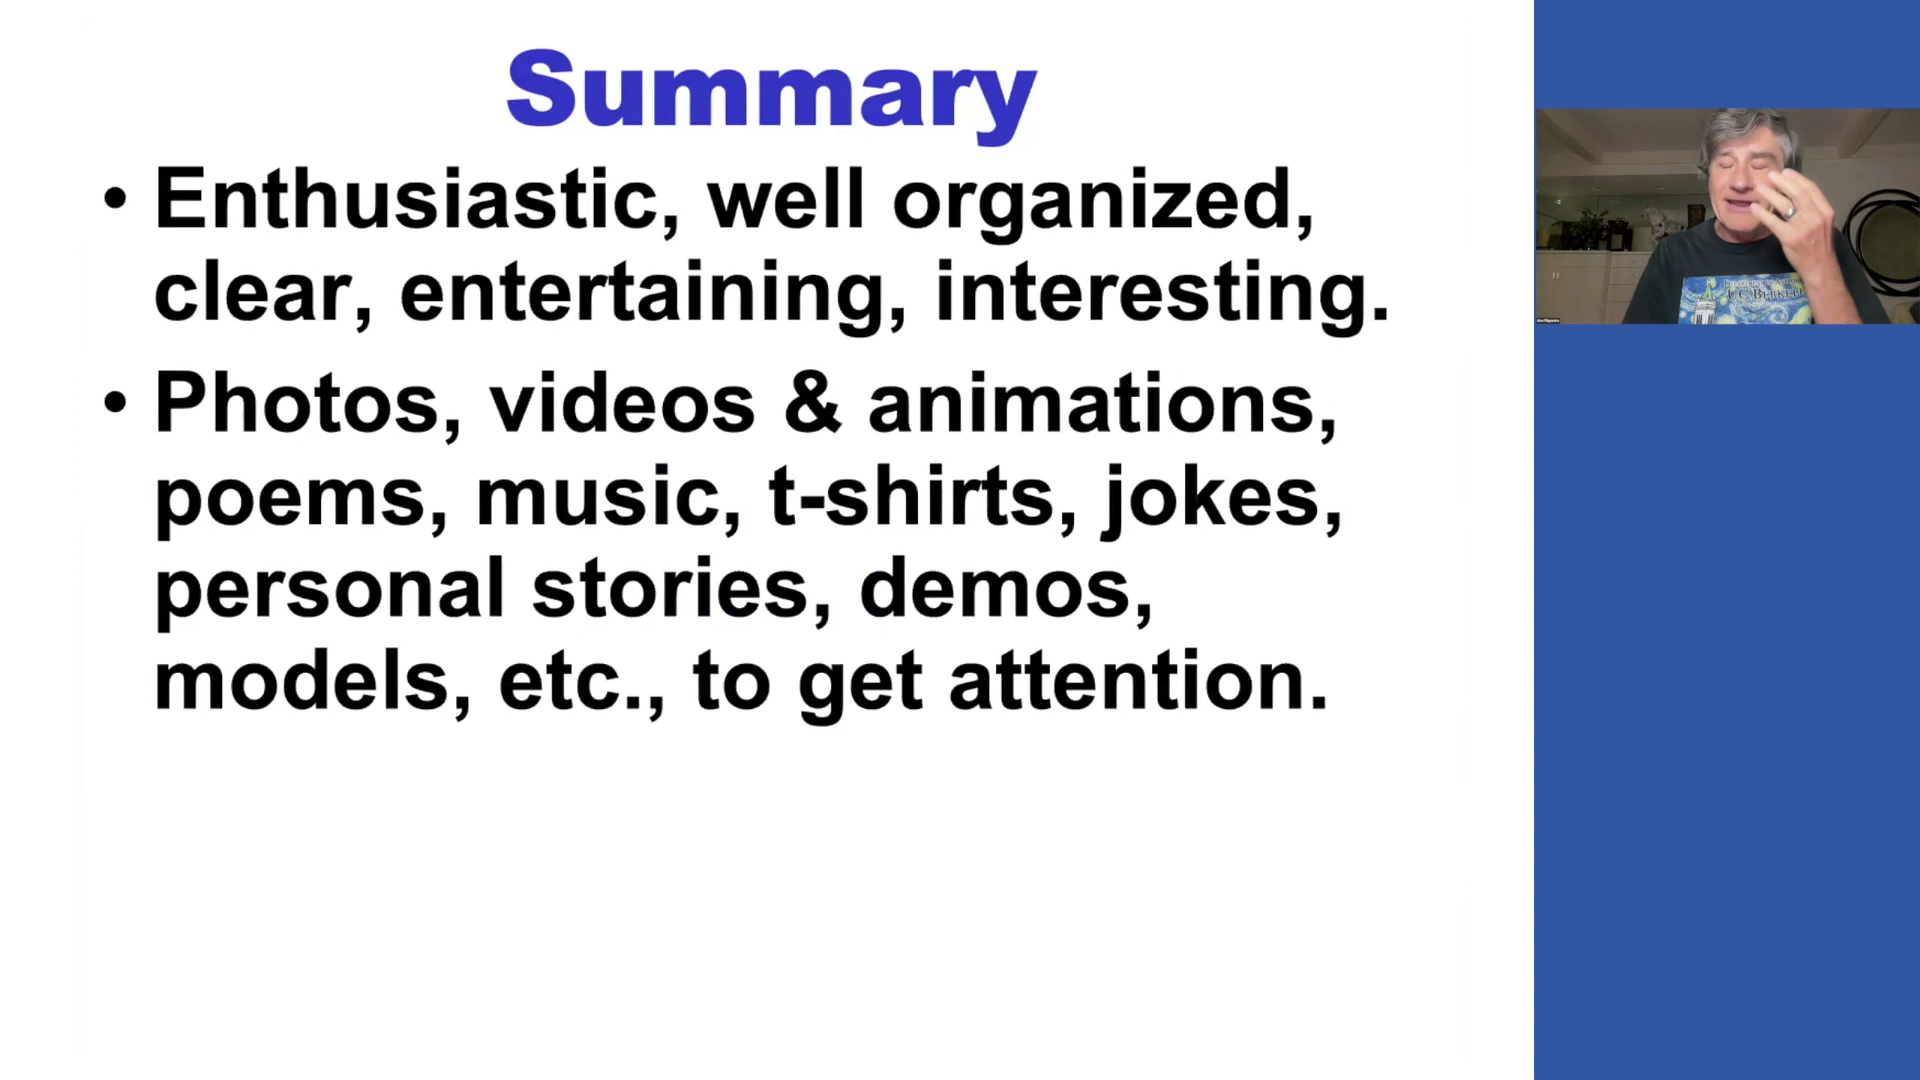 Summary
• Enthusiastic, well organized,
clear, entertaining, interesting.
• Photos, videos & animations,
poems, music, t-shirts, jokes,
personal stories, demos,
models, etc., to get attention.
U.C. BERKELEY